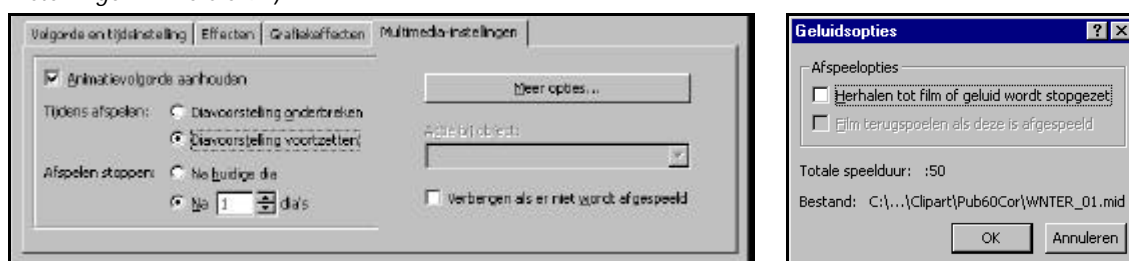 Volgorde en tijdsinstelling Effecten Grafiekeffecten Multimedia-instellingen
Animatievolgorde aanhouden
Meer opties...
Tijdens afspelen: Diavoorstelling onderbreken
Diavoorstelling voortzetten
Actie bij object:
Afspelen stoppen: Na huidige dia
Na 1 dia's
Verbergen als er niet wordt afgespeeld
Geluidsopties
Afspeelopties
Herhalen tot film of geluid wordt stopgezet
Film terugspoelen als deze is afgespeeld
Totale speelduur: :50
Bestand: C:\...\Clipart\Pub60Cor\WNTER_01.mid
OK Annuleren